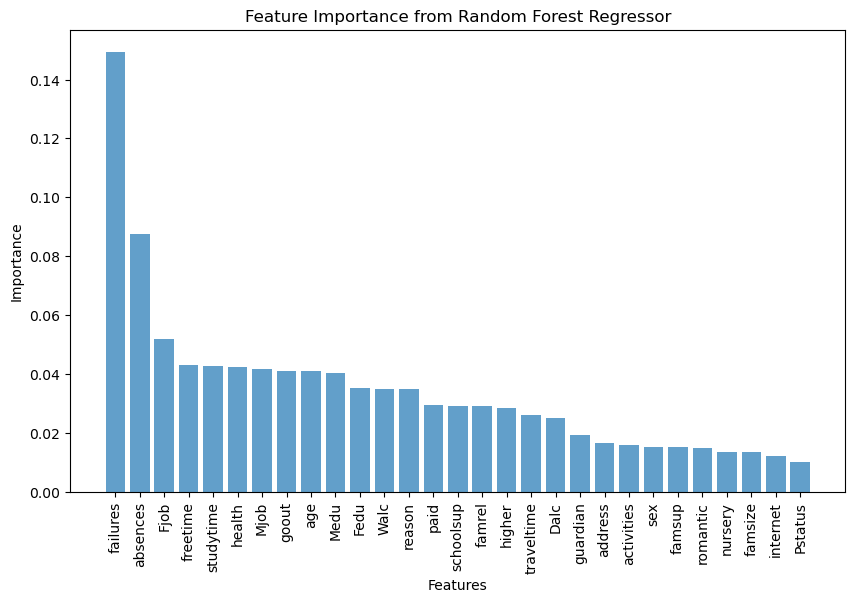 Feature Importance from Random Forest Regressor
0.14
0.12
0.10
0.08
0.06
0.04
0.02
0.00
Importance
failures
absences
Fjob
freetime
studytime
health
Mjob
goout
age
Medu
Fedu
Walc
reason
paid
schoolsup
famrel
higher
traveltime
Dalc
guardian
address
activities
sex
famsup
romantic
nursery
famsize
internet
Pstatus
Features